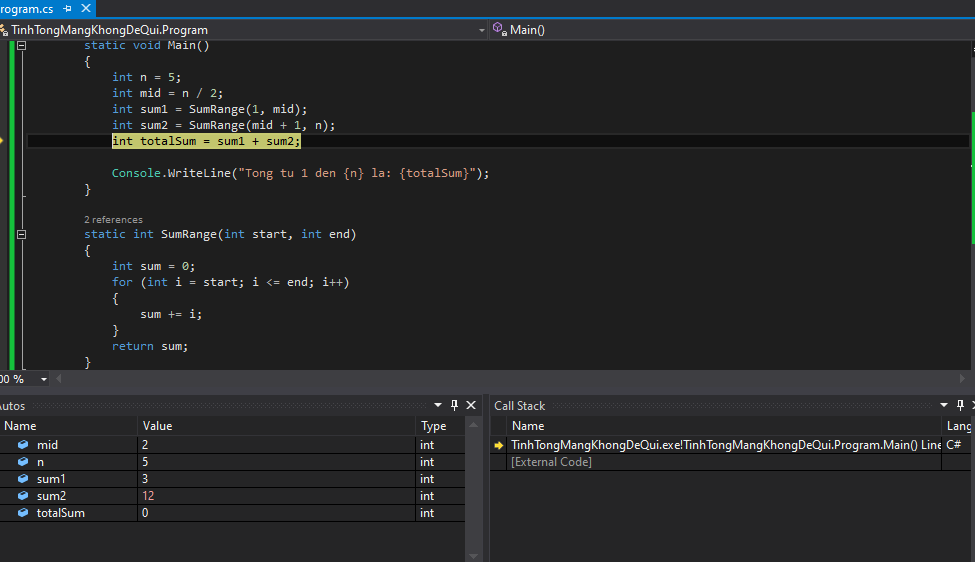 rogram.cs
TinhTongMangKhongDeQui.Program
Main()
static void Main()
{
int n = 5;
int mid = n / 2;
int sum1 = SumRange(1, mid);
int sum2 = SumRange(mid + 1, n);
int totalSum = sum1 + sum2;
Console.WriteLine("Tong tu 1 den {n} la: {totalSum}");
}
2 references
static int SumRange(int start, int end)
{
int sum = 0;
for (int i = start; i <= end; i++)
{
sum += i;
}
return sum;
}
00 %
Autos
Name Value Type
mid 2 int
n 5 int
sum1 3 int
sum2 12 int
totalSum 0 int
Call Stack
Name Lang
TinhTongMangKhongDeQui.exe!TinhTongMangKhongDeQui.Program.Main() Line C#
[External Code]